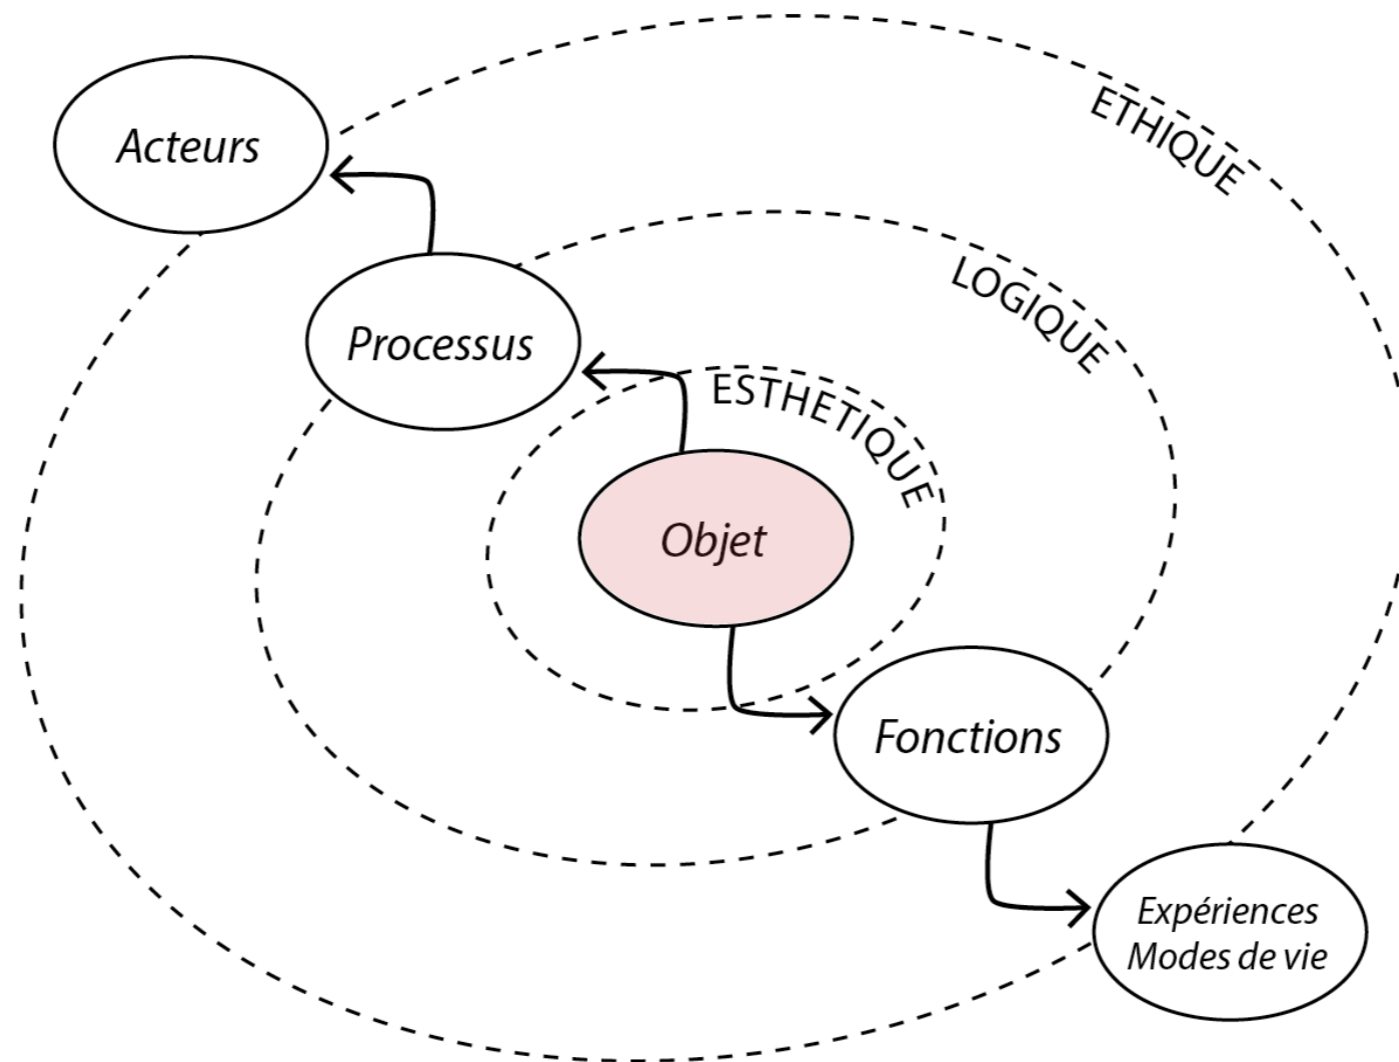 Acteurs
ETHIQUE
LOGIQUE
Processus
ESTHETIQUE
Objet
Fonctions
Expériences
Modes de vie